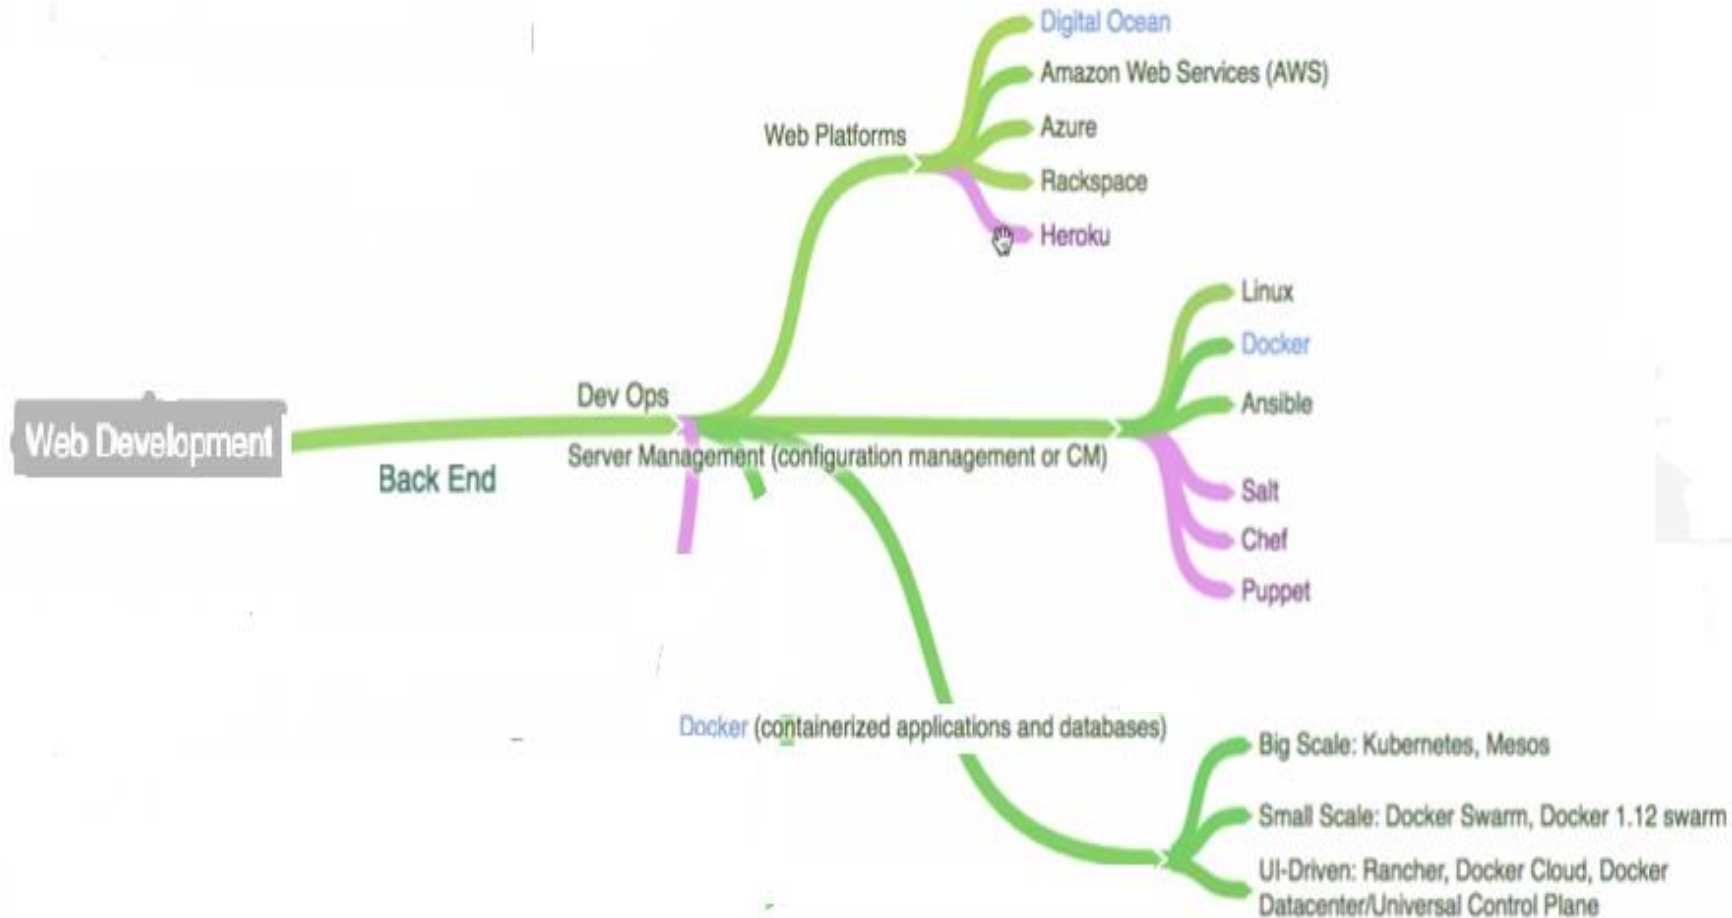 Digital Ocean
Amazon Web Services (AWS)
Web Platforms
Azure
Rackspace
Heroku
Linux
Docker
Dev Ops
Ansible
Web Development
Server Management (configuration management or CM)
Back End
Salt
Chef
Puppet
Docker (containerized applications and databases)
Big Scale: Kubernetes, Mesos
Small Scale: Docker Swarm, Docker 1.12 swarm
UI-Driven: Rancher, Docker Cloud, Docker
Datacenter/Universal Control Plane